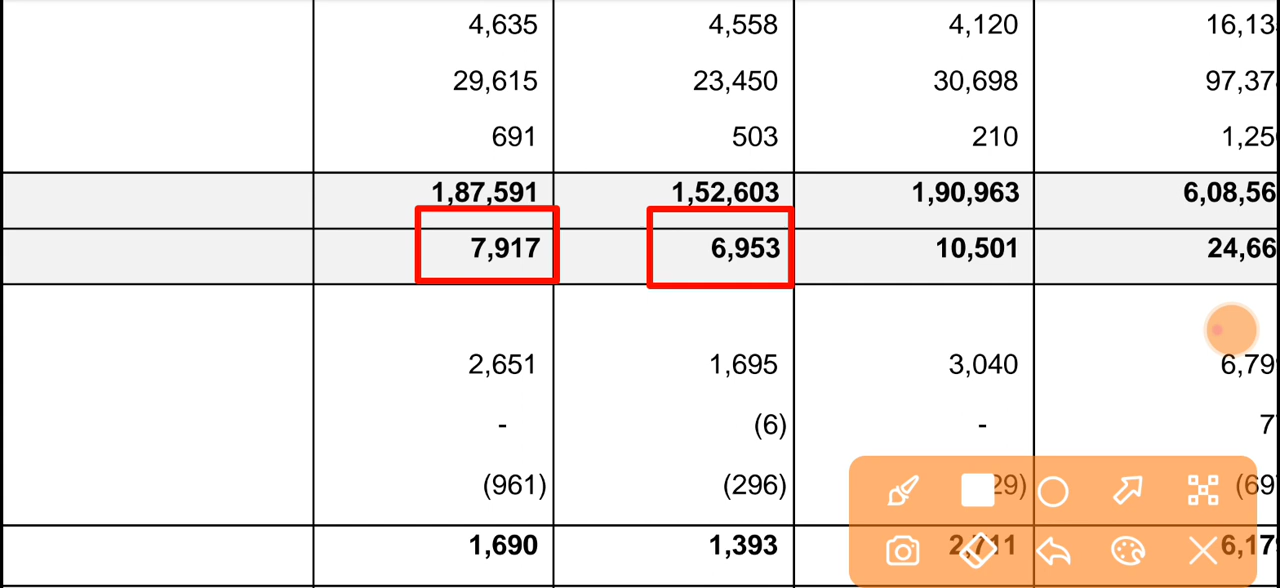 4,635 4,558 4,120
29,615 23,450 30,698
691 503 210
1,87,591 1,52,603 1,90,963
7,917 6,953 10,501
2,651 1,695 3,040
- (6) -
(961) (296)
1,690 1,393 2,711